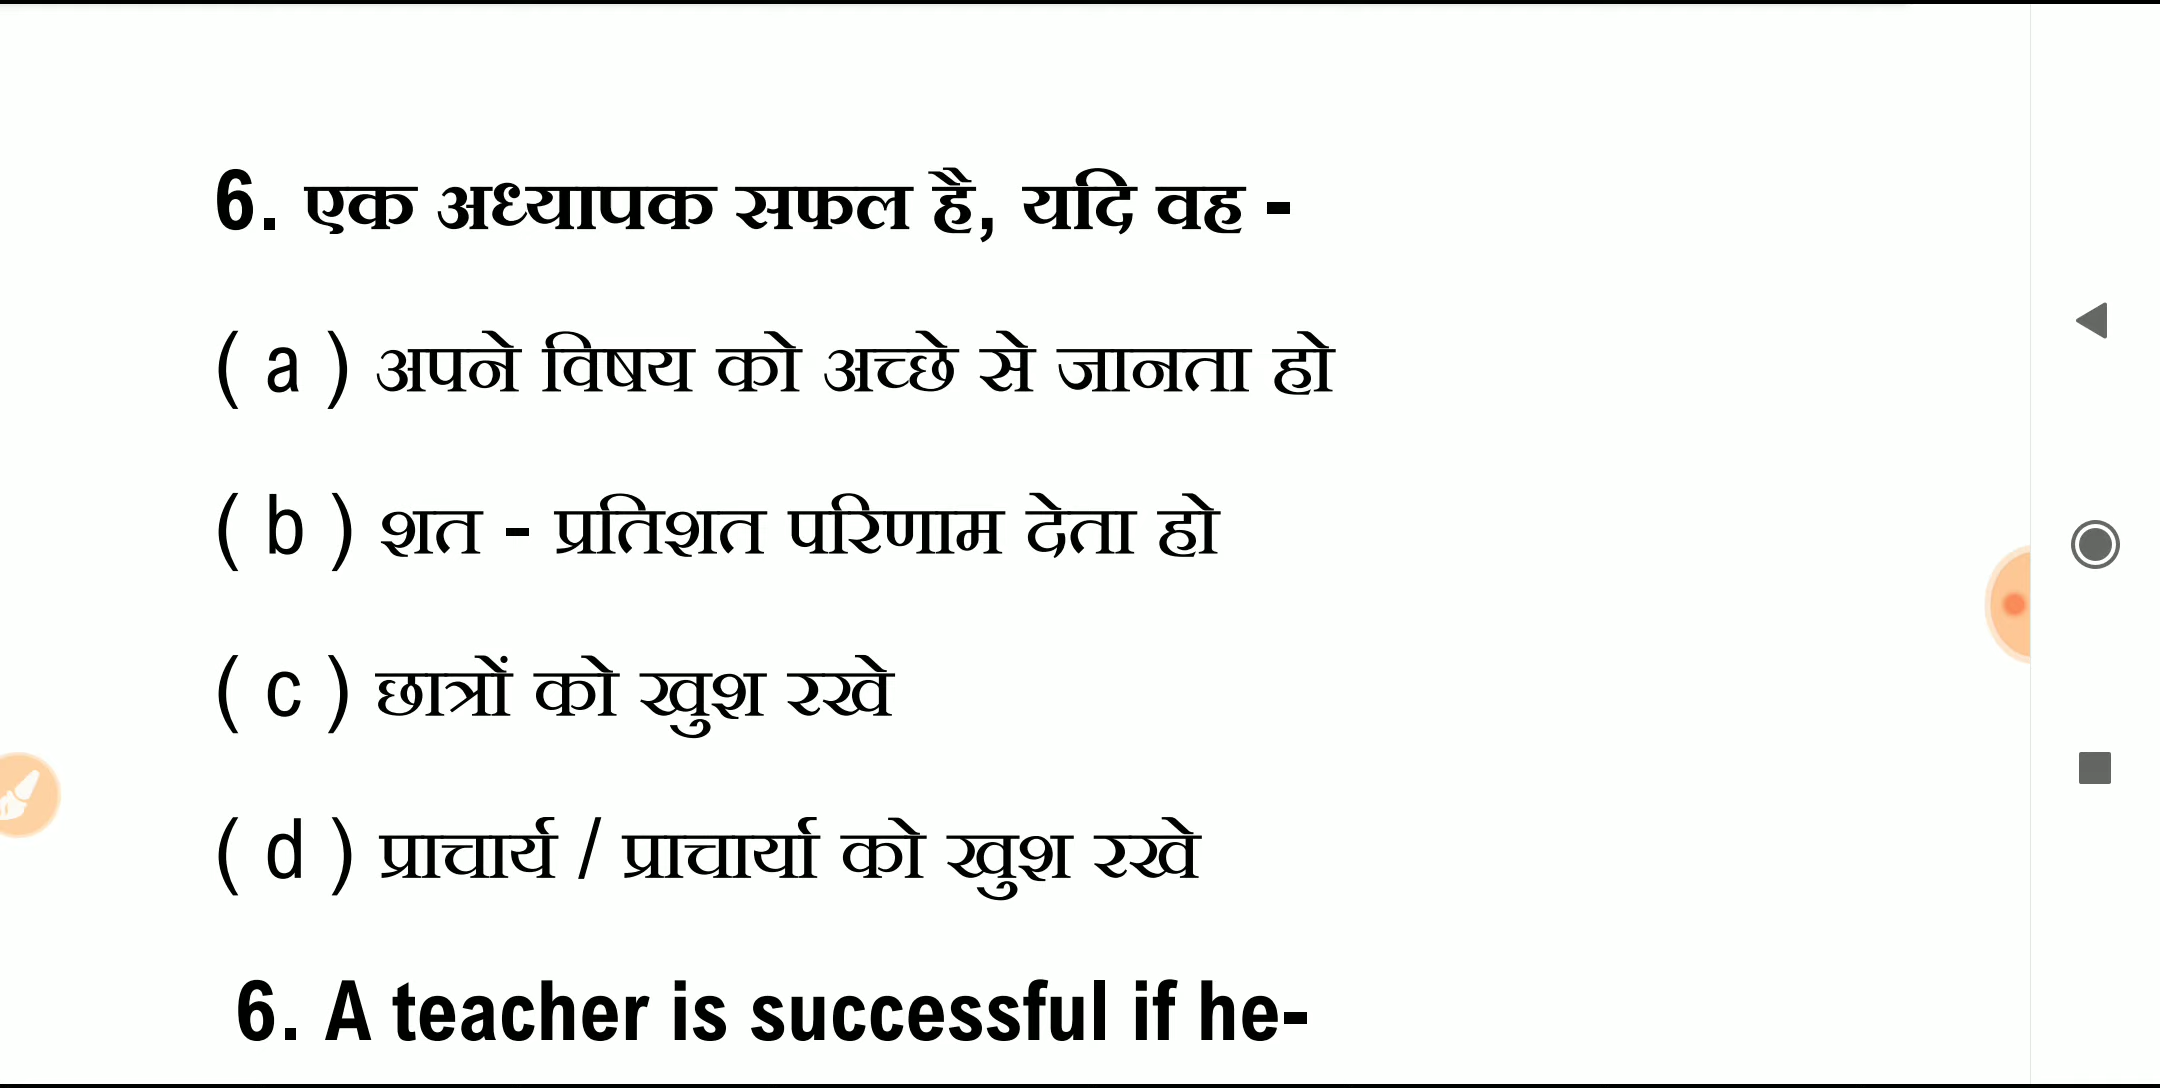 6. एक अध्यापक सफल है, यदि वह -
( a ) अपने विषय को अच्छे से जानता हो
( b ) शत - प्रतिशत परिणाम देता हो
( c ) छात्रों को खुश रखे
( d ) प्राचार्य / प्राचार्या को खुश रखे
6. A teacher is successful if he-